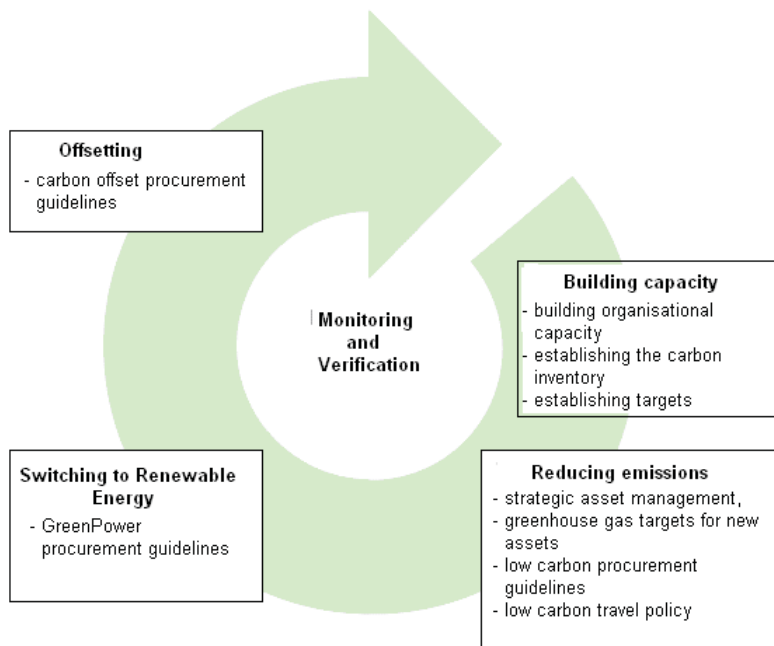 Offsetting
- carbon offset procurement
guidelines
Monitoring
and
Verification
Building capacity
- building organisational
capacity
- establishing the carbon
inventory
- establishing targets
Switching to Renewable
Energy
- GreenPower
procurement guidelines
Reducing emissions
- strategic asset management,
- greenhouse gas targets for new
assets
- low carbon procurement
guidelines
- low carbon travel policy